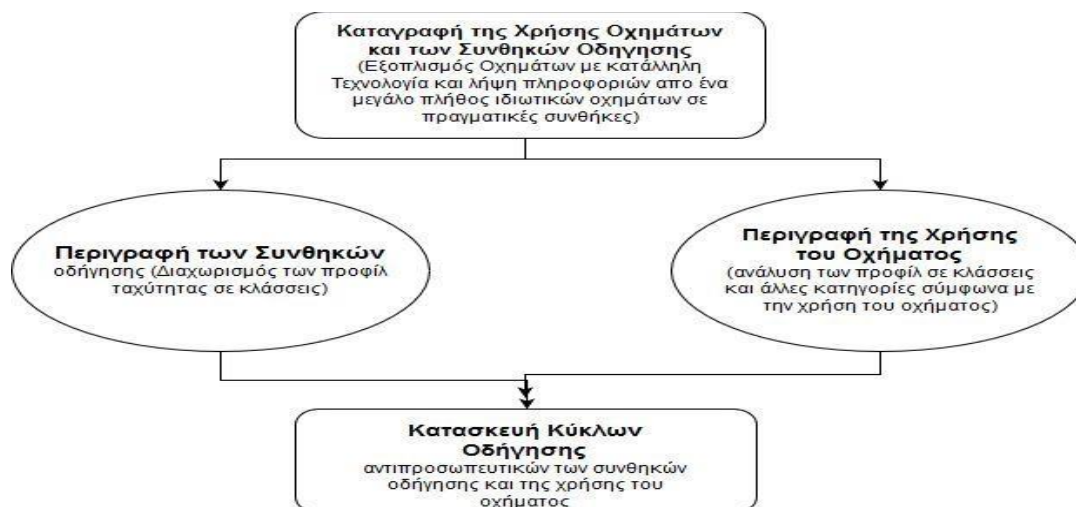 Καταγραφή της Χρήσης Οχημάτων
και των Συνθηκών Οδήγησης
(Εξοπλισμός Οχημάτων με κατάλληλη
Τεχνολογία και λήψη πληροφοριών απο ένα
μεγάλο πλήθος ιδιωτικών οχημάτων σε
πραγματικές συνθήκες)
Περιγραφή των Συνθηκών
οδήγησης (Διαχωρισμός των προφίλ
ταχύτητας σε κλάσσεις)
Περιγραφή της Χρήσης
του Οχήματος
(ανάλυση των προφίλ σε κλάσσεις
και άλλες κατηγορίες σύμφωνα με
την χρήση του οχήματος)
Κατασκευή Κύκλων
Οδήγησης
αντιπροσωπευτικών των συνθηκών
οδήγησης και της χρήσης του
οχήματος